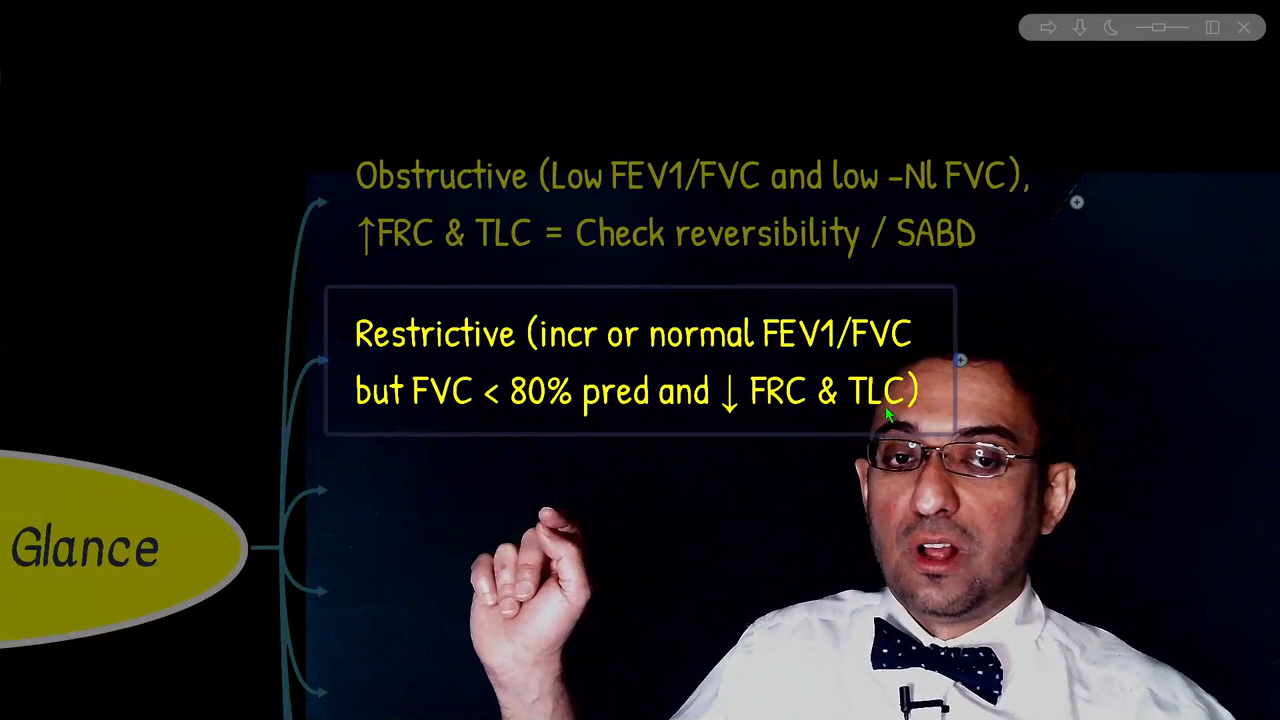 Obstructive (Low FEV1/FVC and low -Nl FVC),
↑FRC & TLC = Check reversibility / SABD
Restrictive (incr or normal FEV1/FVC
but FVC < 80% pred and ↓ FRC & TLC)
Glance